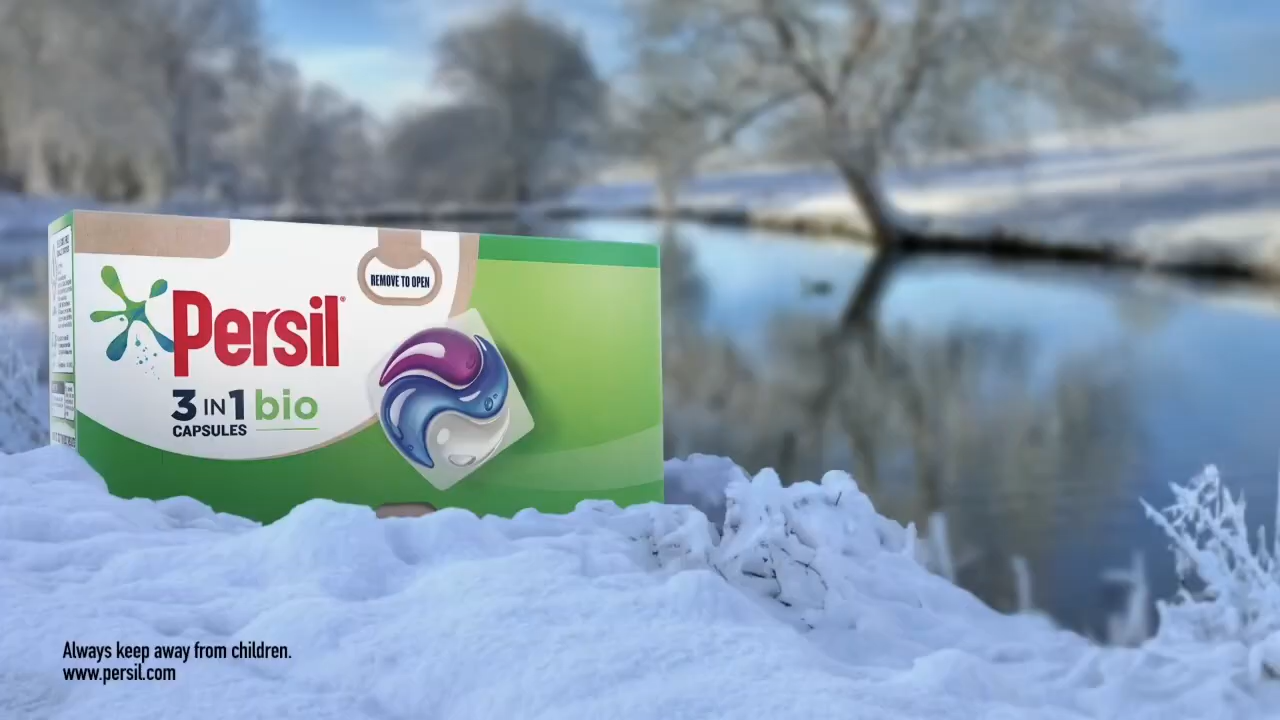 REMOVE TO OPEN
Persil®
3 IN 1 bio
CAPSULES
Always keep away from children.
www.persil.com